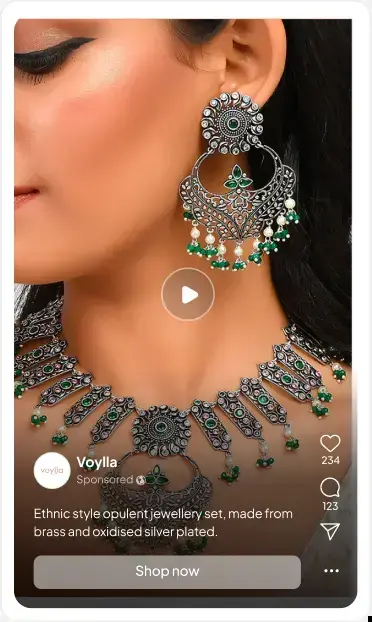 voylla
Voylla
Sponsored
234
123
Ethnic style opulent jewellery set, made from
brass and oxidised silver plated.
Shop now